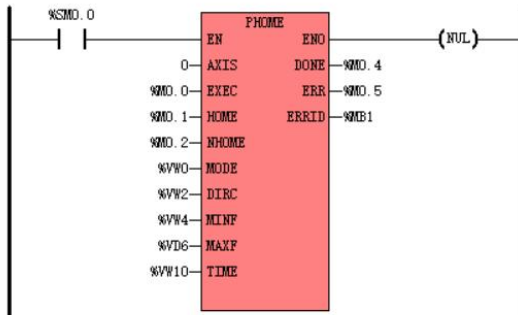 %SM0.0
PHOME
EN ENO
(NUL)
0 AXIS DONE %M0.4
%M0.0 EXEC ERR %M0.5
%M0.1 HOME ERRID %MB1
%M0.2 NHOME
%VW0 MODE
%VW2 DIRC
%VW4 MINF
%VD6 MAXF
%VW10 TIME